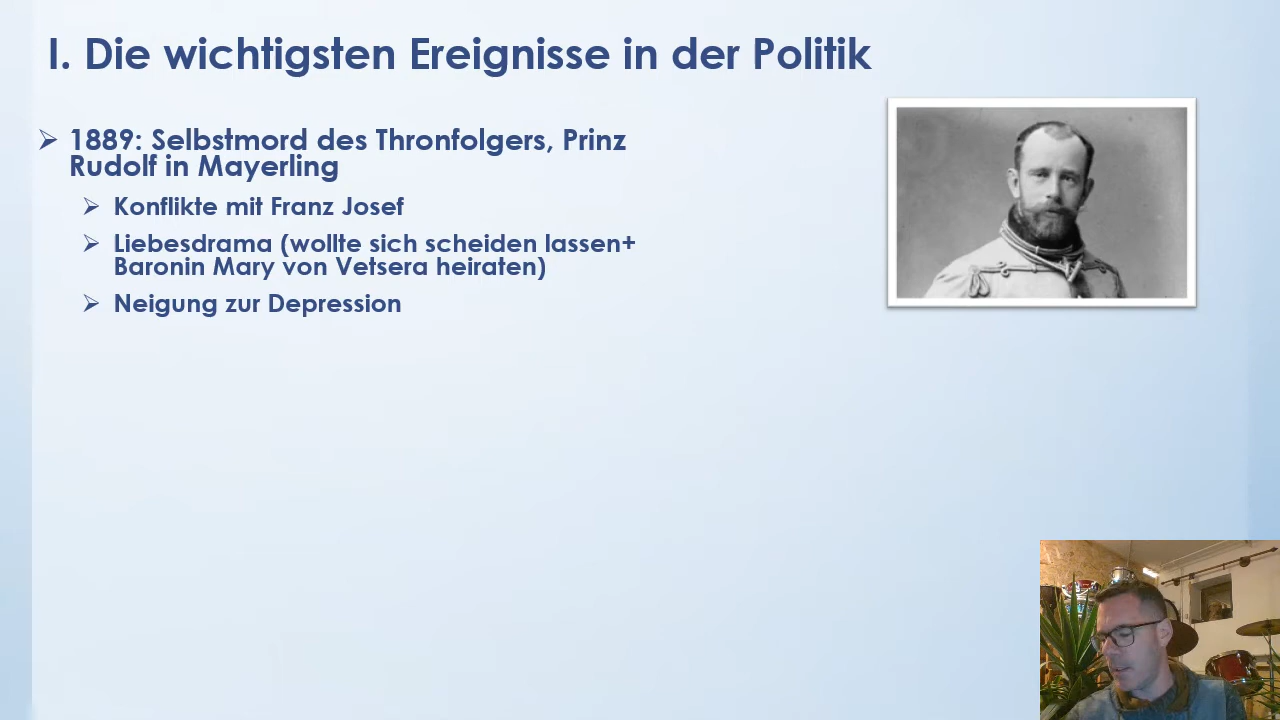 I. Die wichtigsten Ereignisse in der Politik
1889: Selbstmord des Thronfolgers, Prinz
Rudolf in Mayerling
Konflikte mit Franz Josef
Liebesdrama (wollte sich scheiden lassen+
Baronin Mary von Vetsera heiraten)
Neigung zur Depression